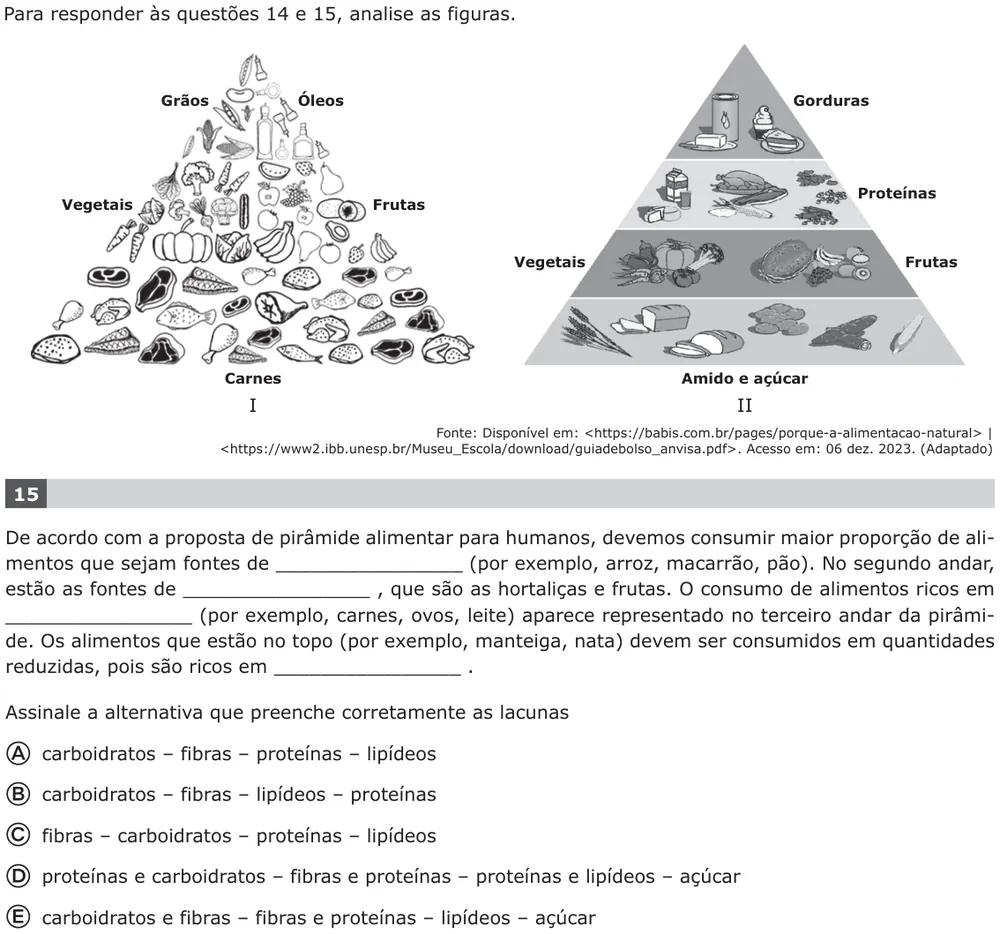 Para responder às questões 14 e 15, analise as figuras.
Grãos
Óleos
Vegetais
Frutas
Carnes
I
Gorduras
Proteínas
Vegetais
Frutas
Amido e açúcar
II
Fonte: Disponível em: <https://babis.com.br/pages/porque-a-alimentacao-natural> |
<https://www2.ibb.unesp.br/Museu_Escola/download/guiadebolso_anvisa.pdf>. Acesso em: 06 dez. 2023. (Adaptado)
15
De acordo com a proposta de pirâmide alimentar para humanos, devemos consumir maior proporção de ali-
mentos que sejam fontes de _________________ (por exemplo, arroz, macarrão, pão). No segundo andar,
estão as fontes de _________________ , que são as hortaliças e frutas. O consumo de alimentos ricos em
_________________ (por exemplo, carnes, ovos, leite) aparece representado no terceiro andar da pirâmi-
de. Os alimentos que estão no topo (por exemplo, manteiga, nata) devem ser consumidos em quantidades
reduzidas, pois são ricos em _________________ .
Assinale a alternativa que preenche corretamente as lacunas
A carboidratos – fibras – proteínas – lipídeos
B carboidratos – fibras – lipídeos – proteínas
C fibras – carboidratos – proteínas – lipídeos
D proteínas e carboidratos – fibras e proteínas – proteínas e lipídeos – açúcar
E carboidratos e fibras – fibras e proteínas – lipídeos – açúcar